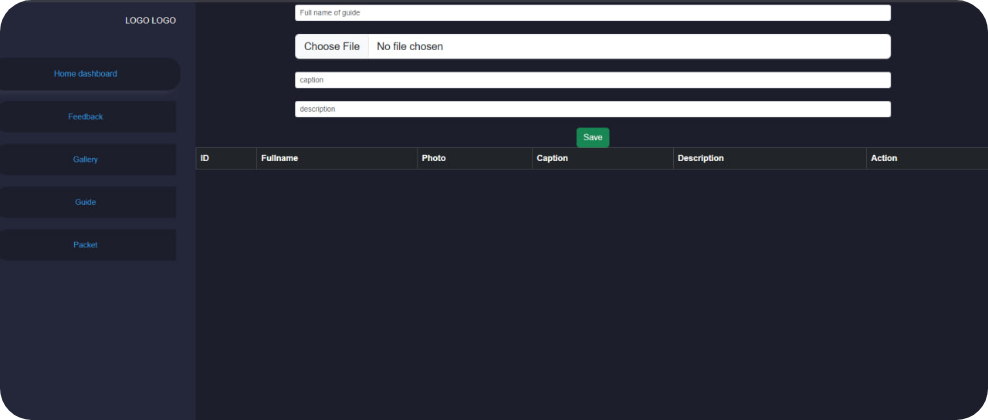 LOGO LOGO
Home dashboard
Feedback
Gallery
Guide
Packet
Full name of guide
Choose File No file chosen
caption
description
Save
ID Fullname Photo Caption Description Action